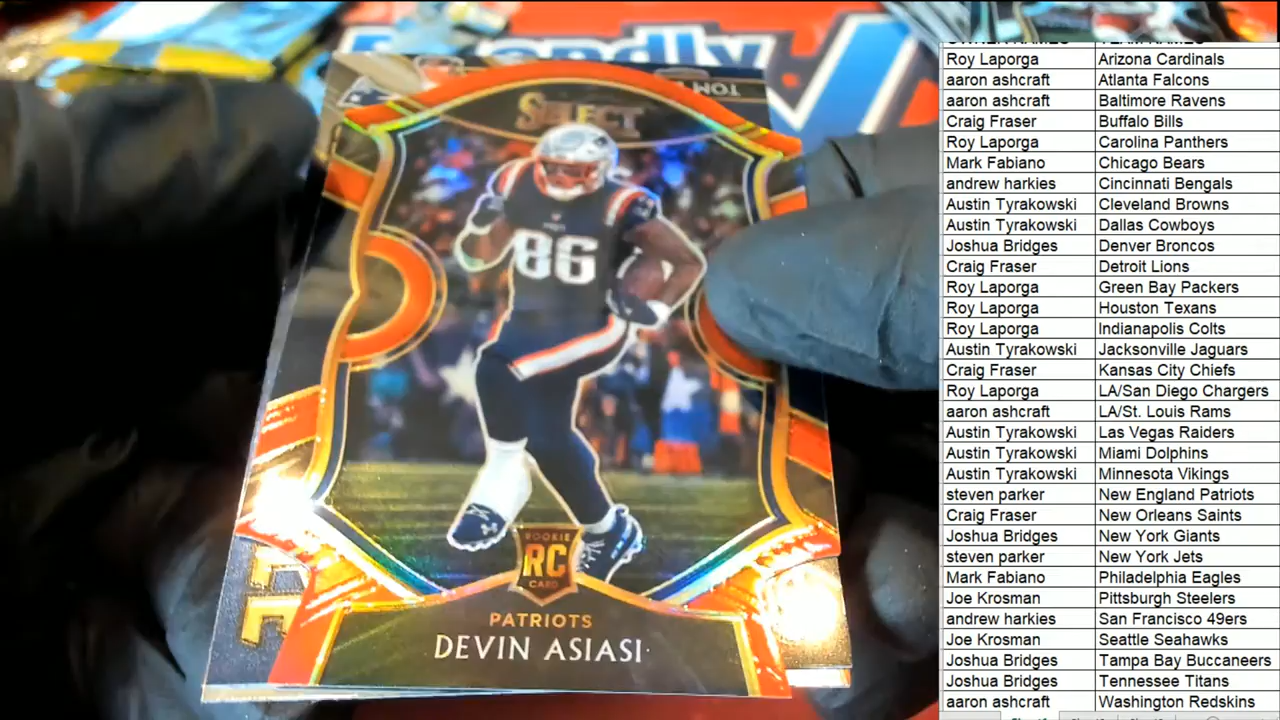 SELECT
86
ROOKIE
RC
CARD
PATRIOTS
DEVIN ASIASI
OWNER NAMES TEAM NAMES
Roy Laporga Arizona Cardinals
aaron ashcraft Atlanta Falcons
aaron ashcraft Baltimore Ravens
Craig Fraser Buffalo Bills
Roy Laporga Carolina Panthers
Mark Fabiano Chicago Bears
andrew harkies Cincinnati Bengals
Austin Tyrakowski Cleveland Browns
Austin Tyrakowski Dallas Cowboys
Joshua Bridges Denver Broncos
Craig Fraser Detroit Lions
Roy Laporga Green Bay Packers
Roy Laporga Houston Texans
Roy Laporga Indianapolis Colts
Austin Tyrakowski Jacksonville Jaguars
Craig Fraser Kansas City Chiefs
Roy Laporga LA/San Diego Chargers
aaron ashcraft LA/St. Louis Rams
Austin Tyrakowski Las Vegas Raiders
Austin Tyrakowski Miami Dolphins
Austin Tyrakowski Minnesota Vikings
steven parker New England Patriots
Craig Fraser New Orleans Saints
Joshua Bridges New York Giants
steven parker New York Jets
Mark Fabiano Philadelphia Eagles
Joe Krosman Pittsburgh Steelers
andrew harkies San Francisco 49ers
Joe Krosman Seattle Seahawks
Joshua Bridges Tampa Bay Buccaneers
Joshua Bridges Tennessee Titans
aaron ashcraft Washington Redskins